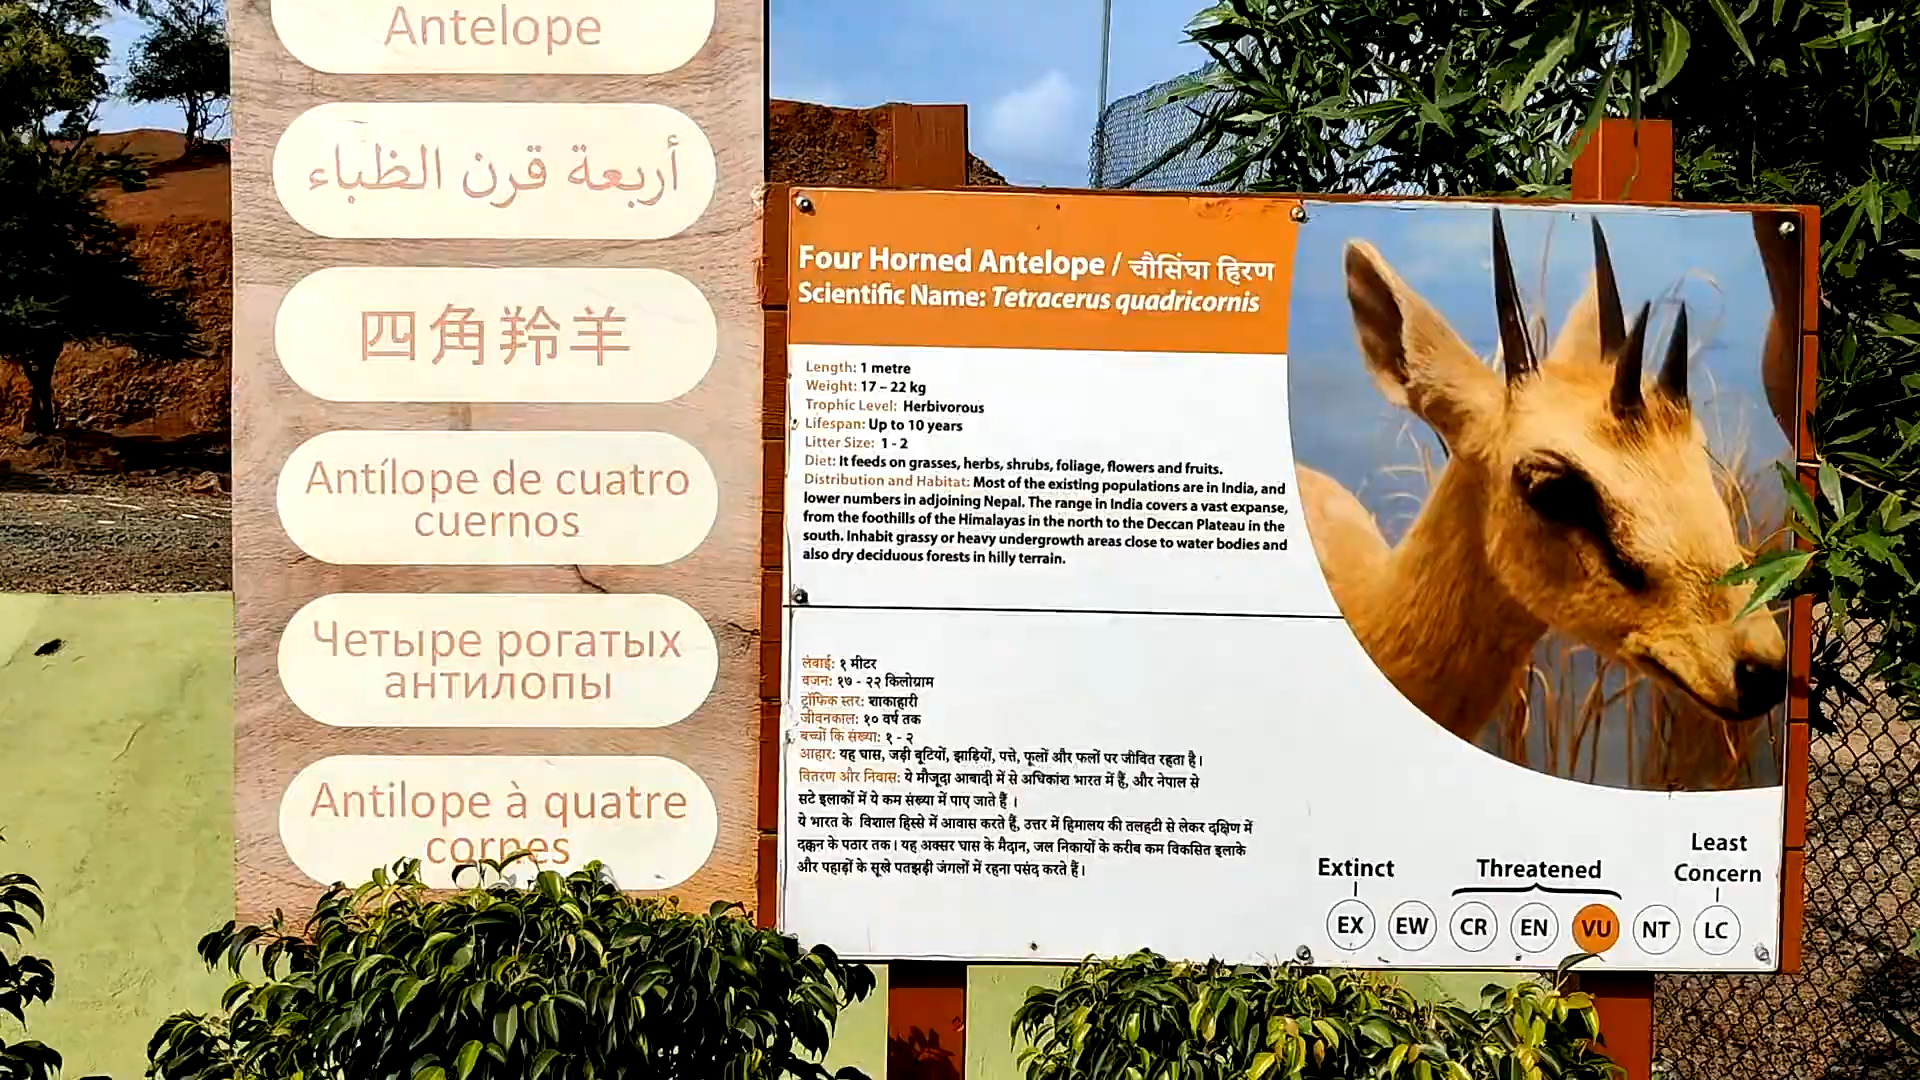 Antelope
أربعة قرن الظباء
四角羚羊
Antílope de cuatro
cuernos
Четыре рогатых
антилопы
Antilope à quatre
cornes
Four Horned Antelope / चौसिंघा हिरण
Scientific Name: Tetracerus quadricornis
Length: 1 metre
Weight: 17 – 22 kg
Trophic Level: Herbivorous
Lifespan: Up to 10 years
Litter Size: 1 - 2
Diet: It feeds on grasses, herbs, shrubs, foliage, flowers and fruits.
Distribution and Habitat: Most of the existing populations are in India, and
lower numbers in adjoining Nepal. The range in India covers a vast expanse,
from the foothills of the Himalayas in the north to the Deccan Plateau in the
south. Inhabit grassy or heavy undergrowth areas close to water bodies and
also dry deciduous forests in hilly terrain.
लंबाई: १ मीटर
वजन: १७ - २२ किलोग्राम
ट्रॉफिक स्तर: शाकाहारी
जीवनकाल: १० वर्ष तक
बच्चों कि संख्या: १ - २
आहार: यह घास, जड़ी बूटियों, झाड़ियों, पत्ते, फूलों और फलों पर जीवित रहता है।
वितरण और निवास: ये मौजूदा आबादी में से अधिकांश भारत में हैं, और नेपाल से
सटे इलाकों में ये कम संख्या में पाए जाते हैं ।
ये भारत के विशाल हिस्से में आवास करते हैं, उत्तर में हिमालय की तलहटी से लेकर दक्षिण में
दक्कन के पठार तक। यह अक्सर घास के मैदान, जल निकायों के करीब कम विकसित इलाके
और पहाड़ों के सूखे पतझड़ी जंगलों में रहना पसंद करते हैं।
Extinct
Threatened
Least
Concern
EX EW CR EN VU NT LC